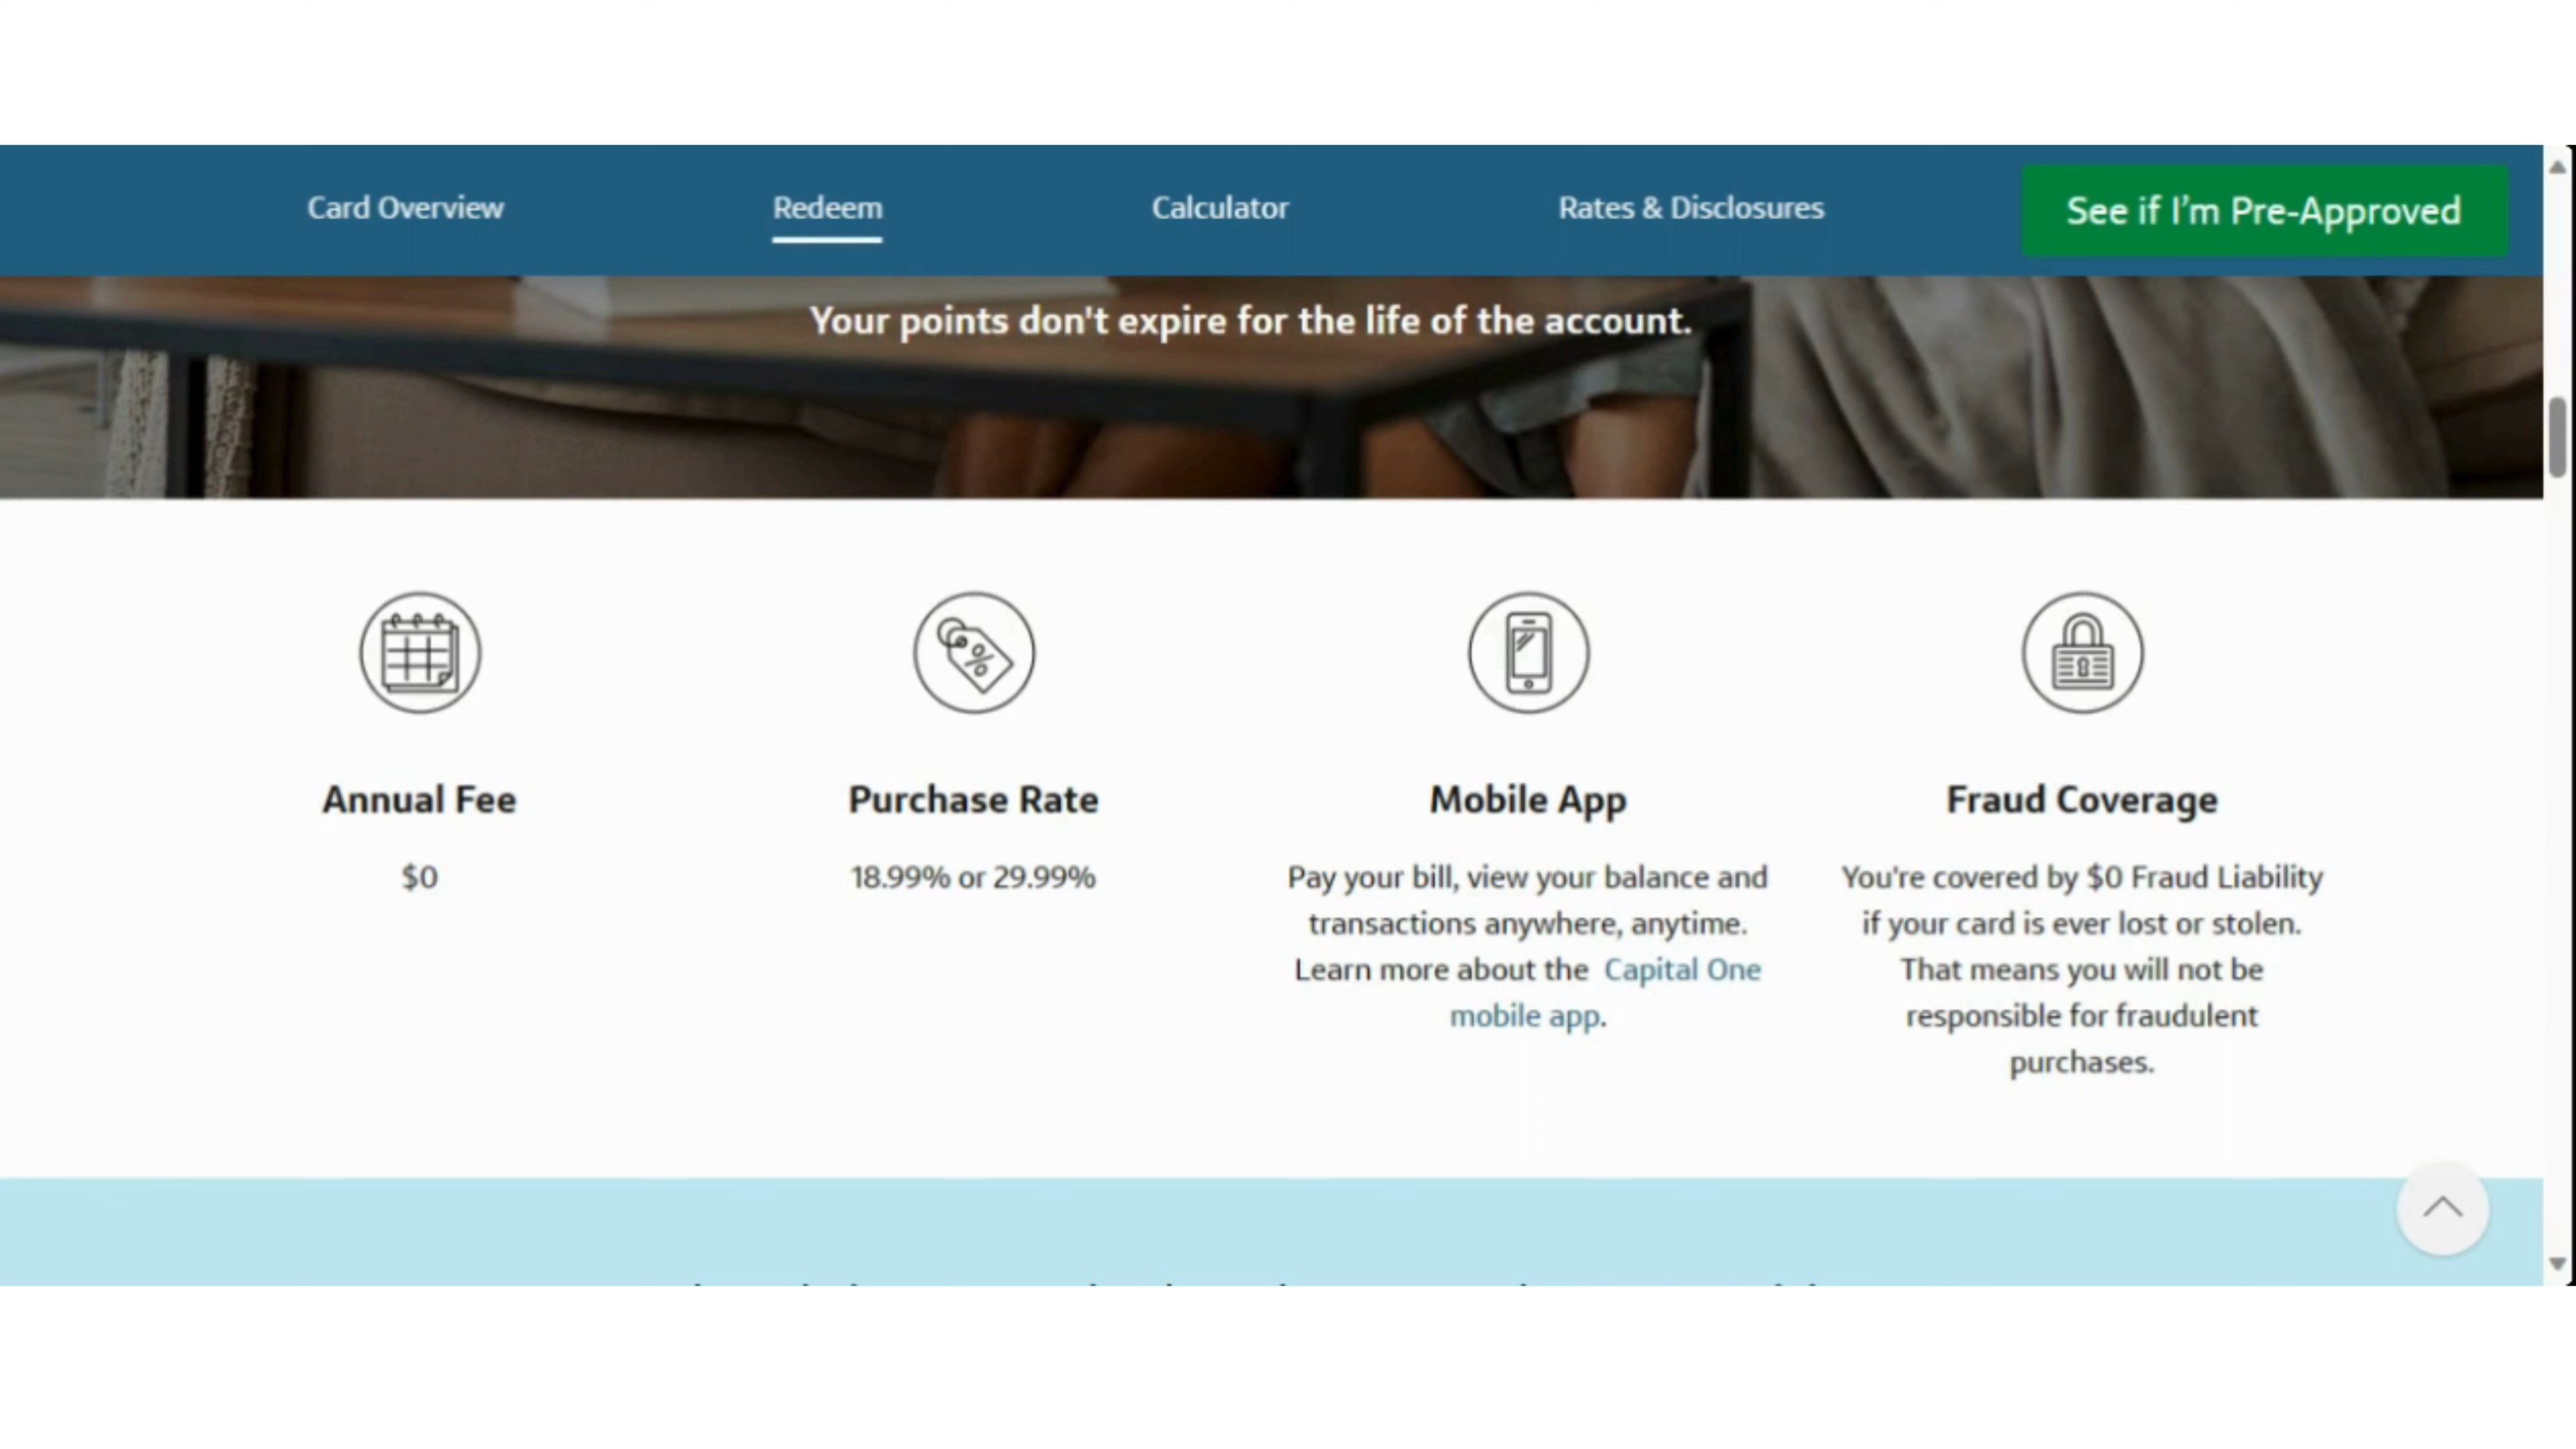 Card Overview
Redeem
Calculator
Rates & Disclosures
See if I'm Pre-Approved
Your points don't expire for the life of the account.
Annual Fee
$0
Purchase Rate
18.99% or 29.99%
Mobile App
Pay your bill, view your balance and
transactions anywhere, anytime.
Learn more about the Capital One
mobile app.
Fraud Coverage
You're covered by $0 Fraud Liability
if your card is ever lost or stolen.
That means you will not be
responsible for fraudulent
purchases.